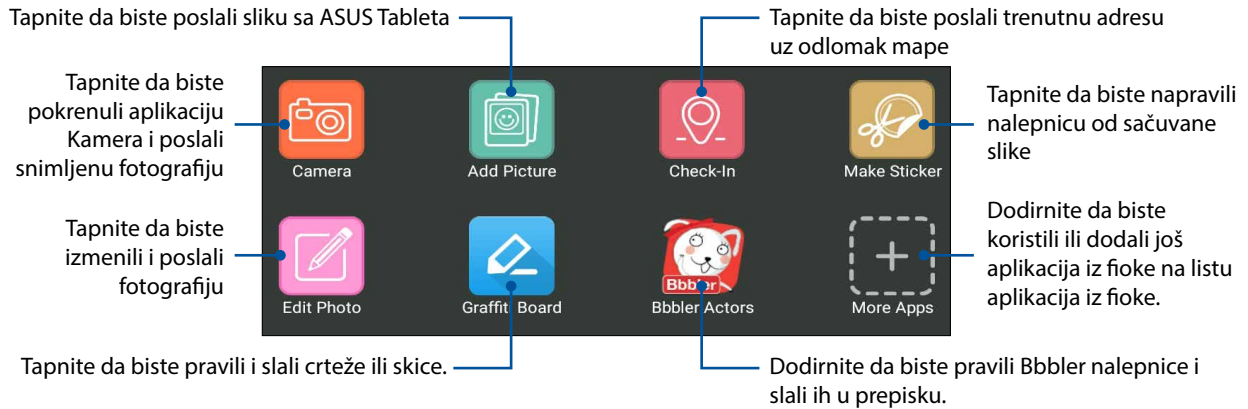 Tapnite da biste poslali sliku sa ASUS Tableta
Tapnite da biste poslali trenutnu adresu
uz odlomak mape
Tapnite da biste
pokrenuli aplikaciju
Kamera i poslali
snimljenu fotografiju
Tapnite da biste napravili
nalepnicu od sačuvane
slike
Camera
Add Picture
Check-In
Make Sticker
Tapnite da biste
izmenili i poslali
fotografiju
Dodirnite da biste
koristili ili dodali još
aplikacija iz fioke na listu
aplikacija iz fioke.
Bbbler
Edit Photo
Graffiti Board
Bbbler Actors
More Apps
Tapnite da biste pravili i slali crteže ili skice.
Dodirnite da biste pravili Bbbler nalepnice i
slali ih u prepisku.